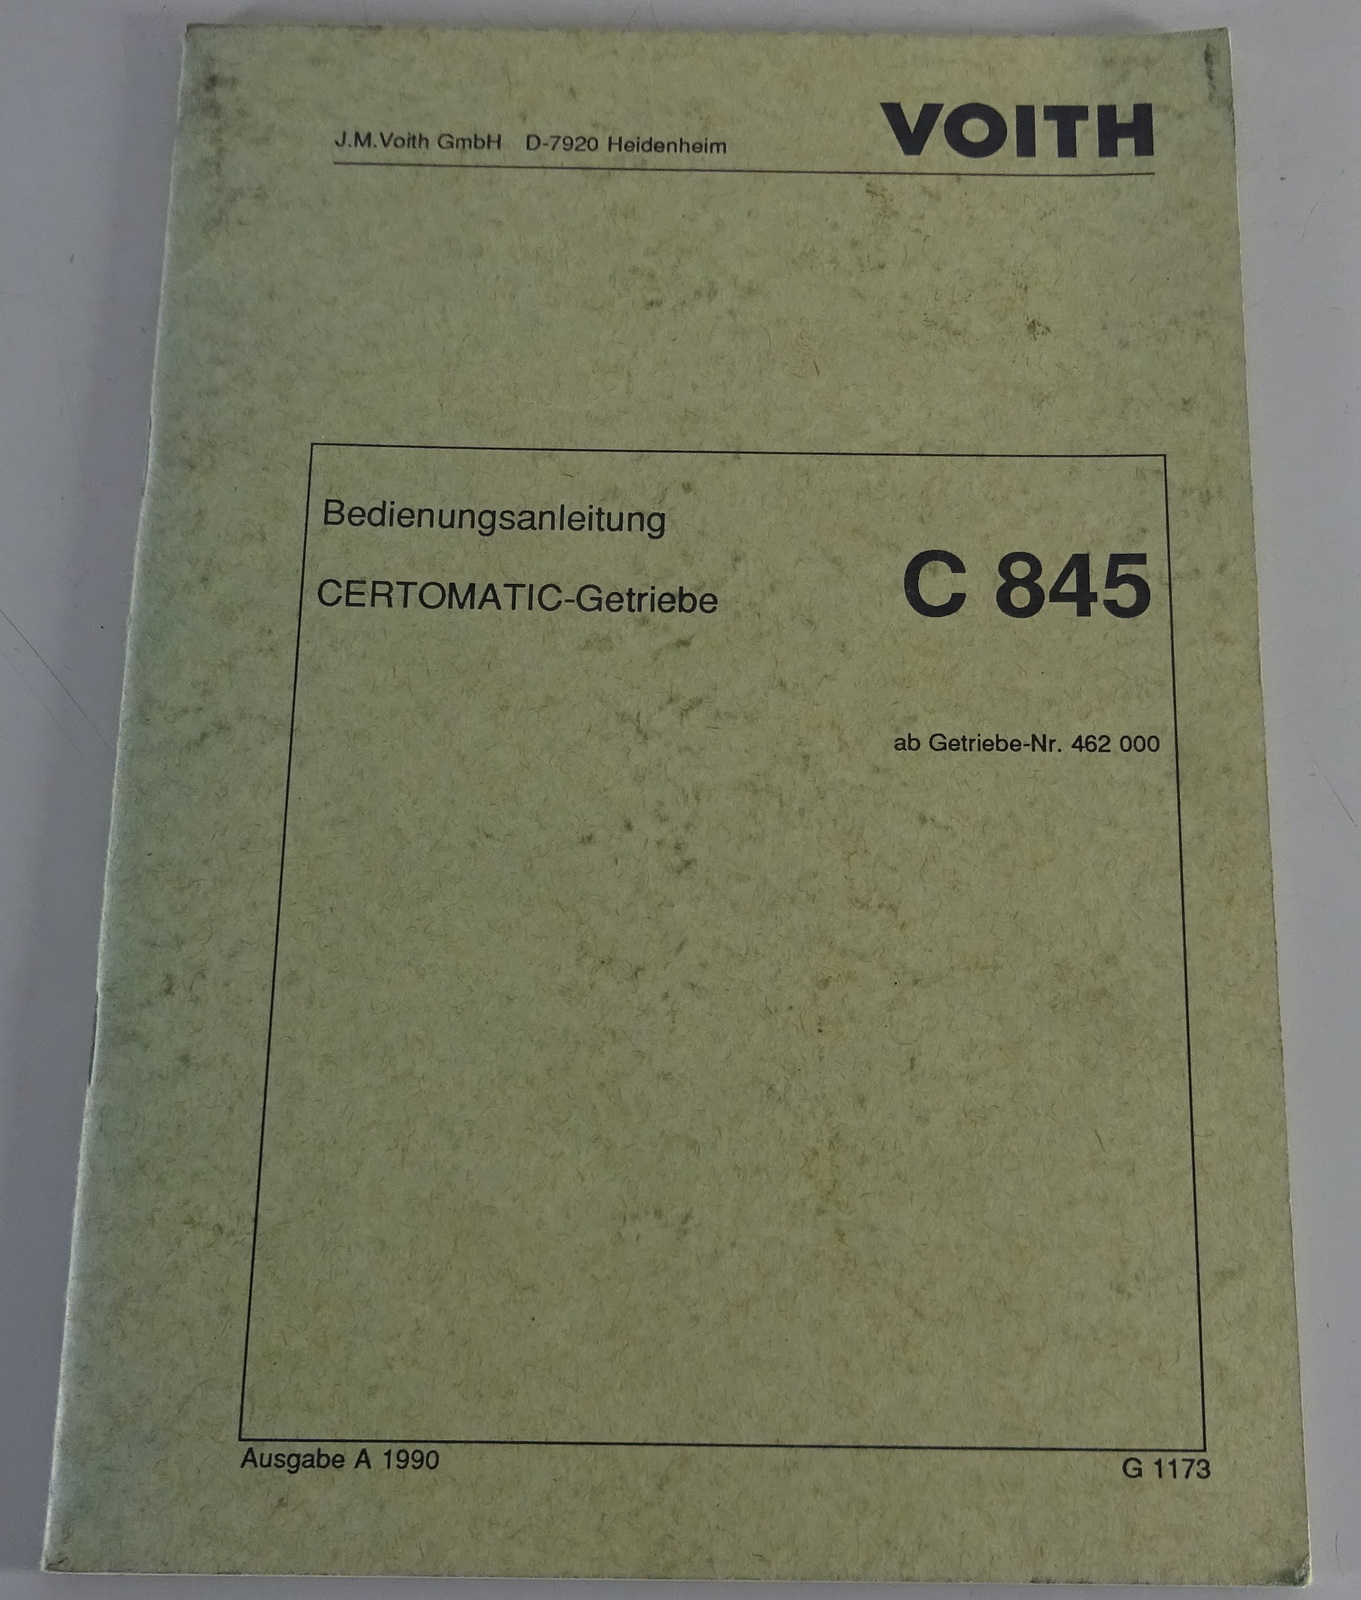 J.M.Voith GmbH D-7920 Heidenheim VOITH
Bedienungsanleitung
CERTOMATIC-Getriebe C 845
ab Getriebe-Nr. 462 000
Ausgabe A 1990 G 1173